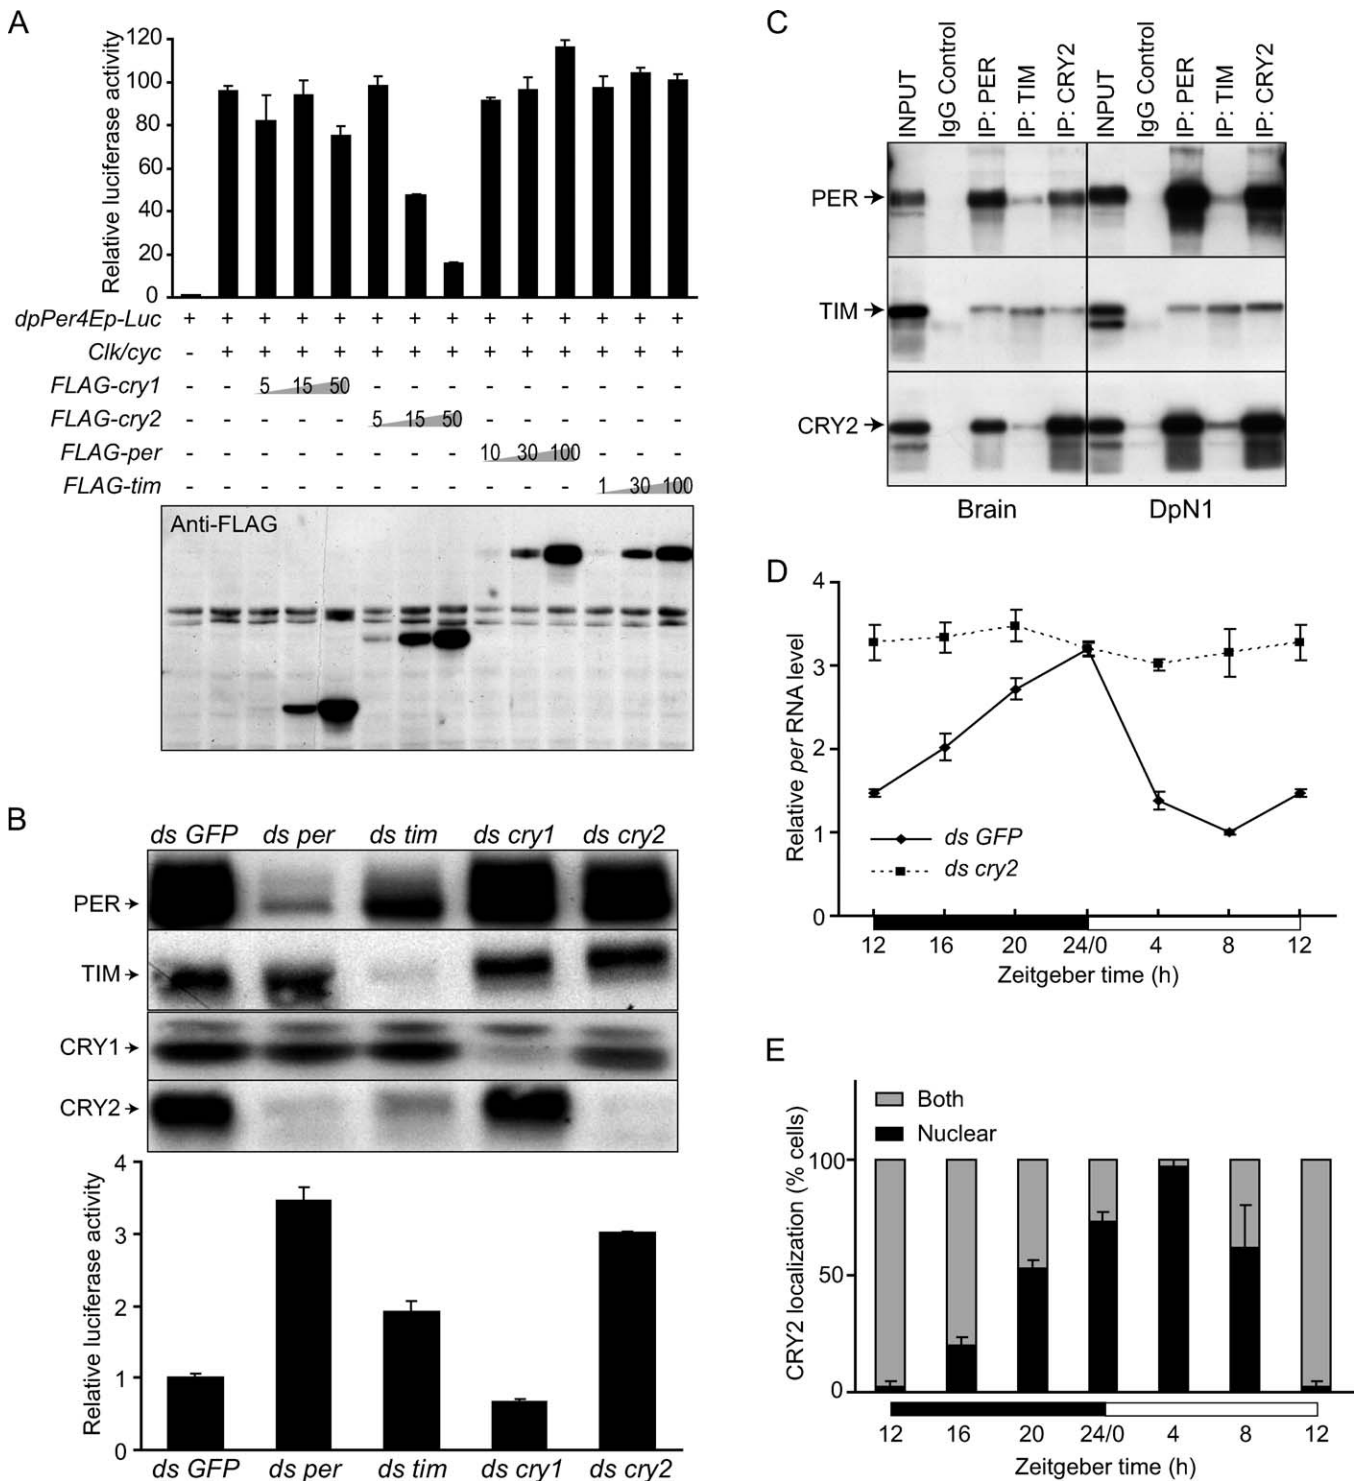 A
Relative luciferase activity
120
100
80
60
40
20
0
dpPer4Ep-Luc + + + + + + + + + + + + + +
Clk/cyc - + + + + + + + + + + + + +
FLAG-cry1 - - 5 15 50 - - - - - - - - -
FLAG-cry2 - - - - - 5 15 50 - - - - - -
FLAG-per - - - - - - - - 10 30 100 - - -
FLAG-tim - - - - - - - - - - - 1 30 100
Anti-FLAG
B
ds GFP ds per ds tim ds cry1 ds cry2
PER
TIM
CRY1
CRY2
Relative luciferase activity
4
3
2
1
0
ds GFP ds per ds tim ds cry1 ds cry2
C
INPUT IgG Control IP: PER IP: TIM IP: CRY2 INPUT IgG Control IP: PER IP: TIM IP: CRY2
PER
TIM
CRY2
Brain DpN1
D
Relative per RNA level
4
3
2
1
0
ds GFP
ds cry2
12 16 20 24/0 4 8 12
Zeitgeber time (h)
E
CRY2 localization (% cells)
Both
Nuclear
100
50
0
12 16 20 24/0 4 8 12
Zeitgeber time (h)